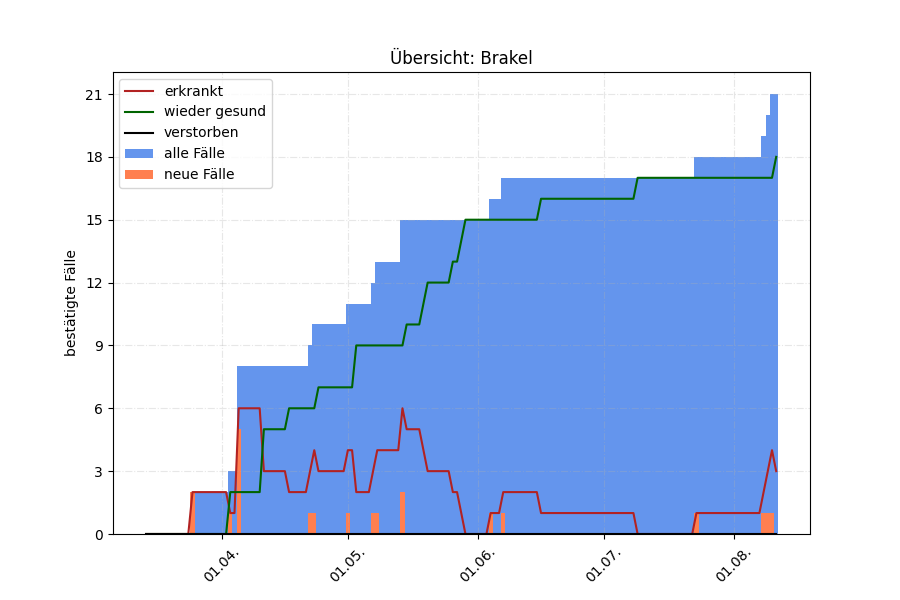 Übersicht: Brakel
erkrankt
wieder gesund
verstorben
alle Fälle
neue Fälle
bestätigte Fälle
21
18
15
12
9
6
3
0
01.04.
01.05.
01.06.
01.07.
01.08.